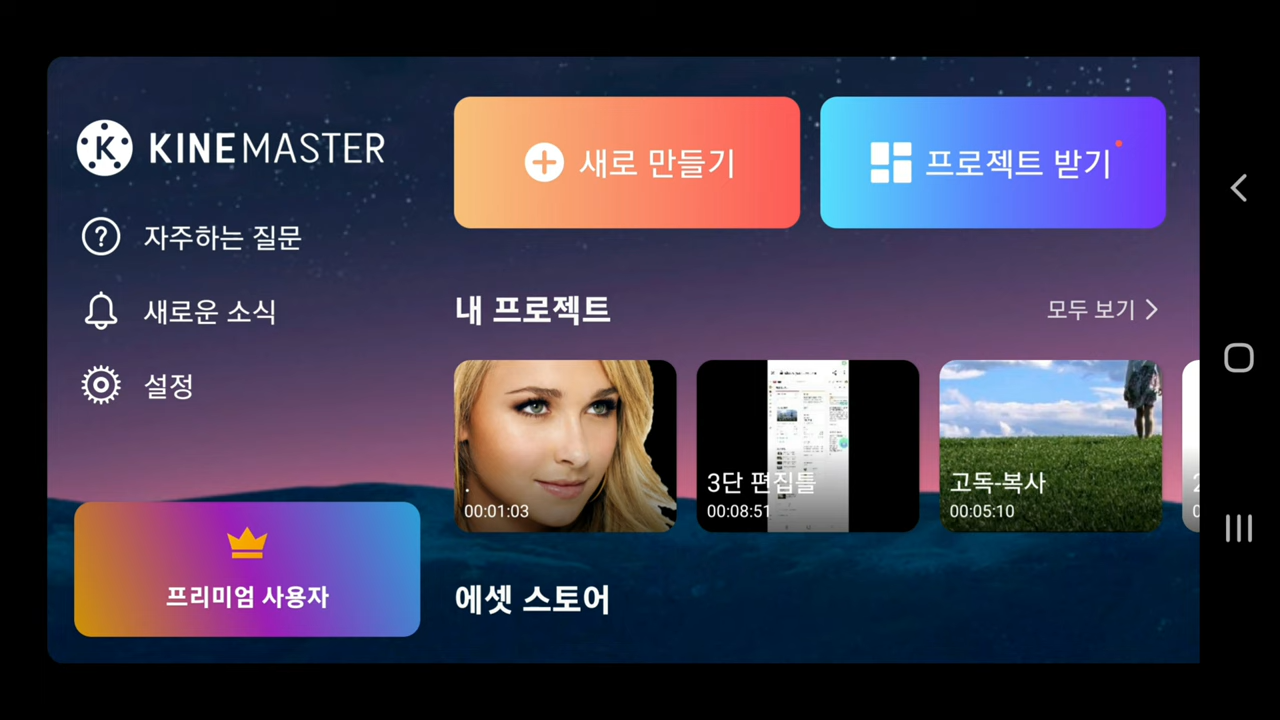 KINEMASTER
자주하는 질문
새로운 소식
설정
프리미엄 사용자
새로 만들기
프로젝트 받기
내 프로젝트
모두 보기
.
00:01:03
3단 편집틀
00:08:51
고독-복사
00:05:10
에셋 스토어